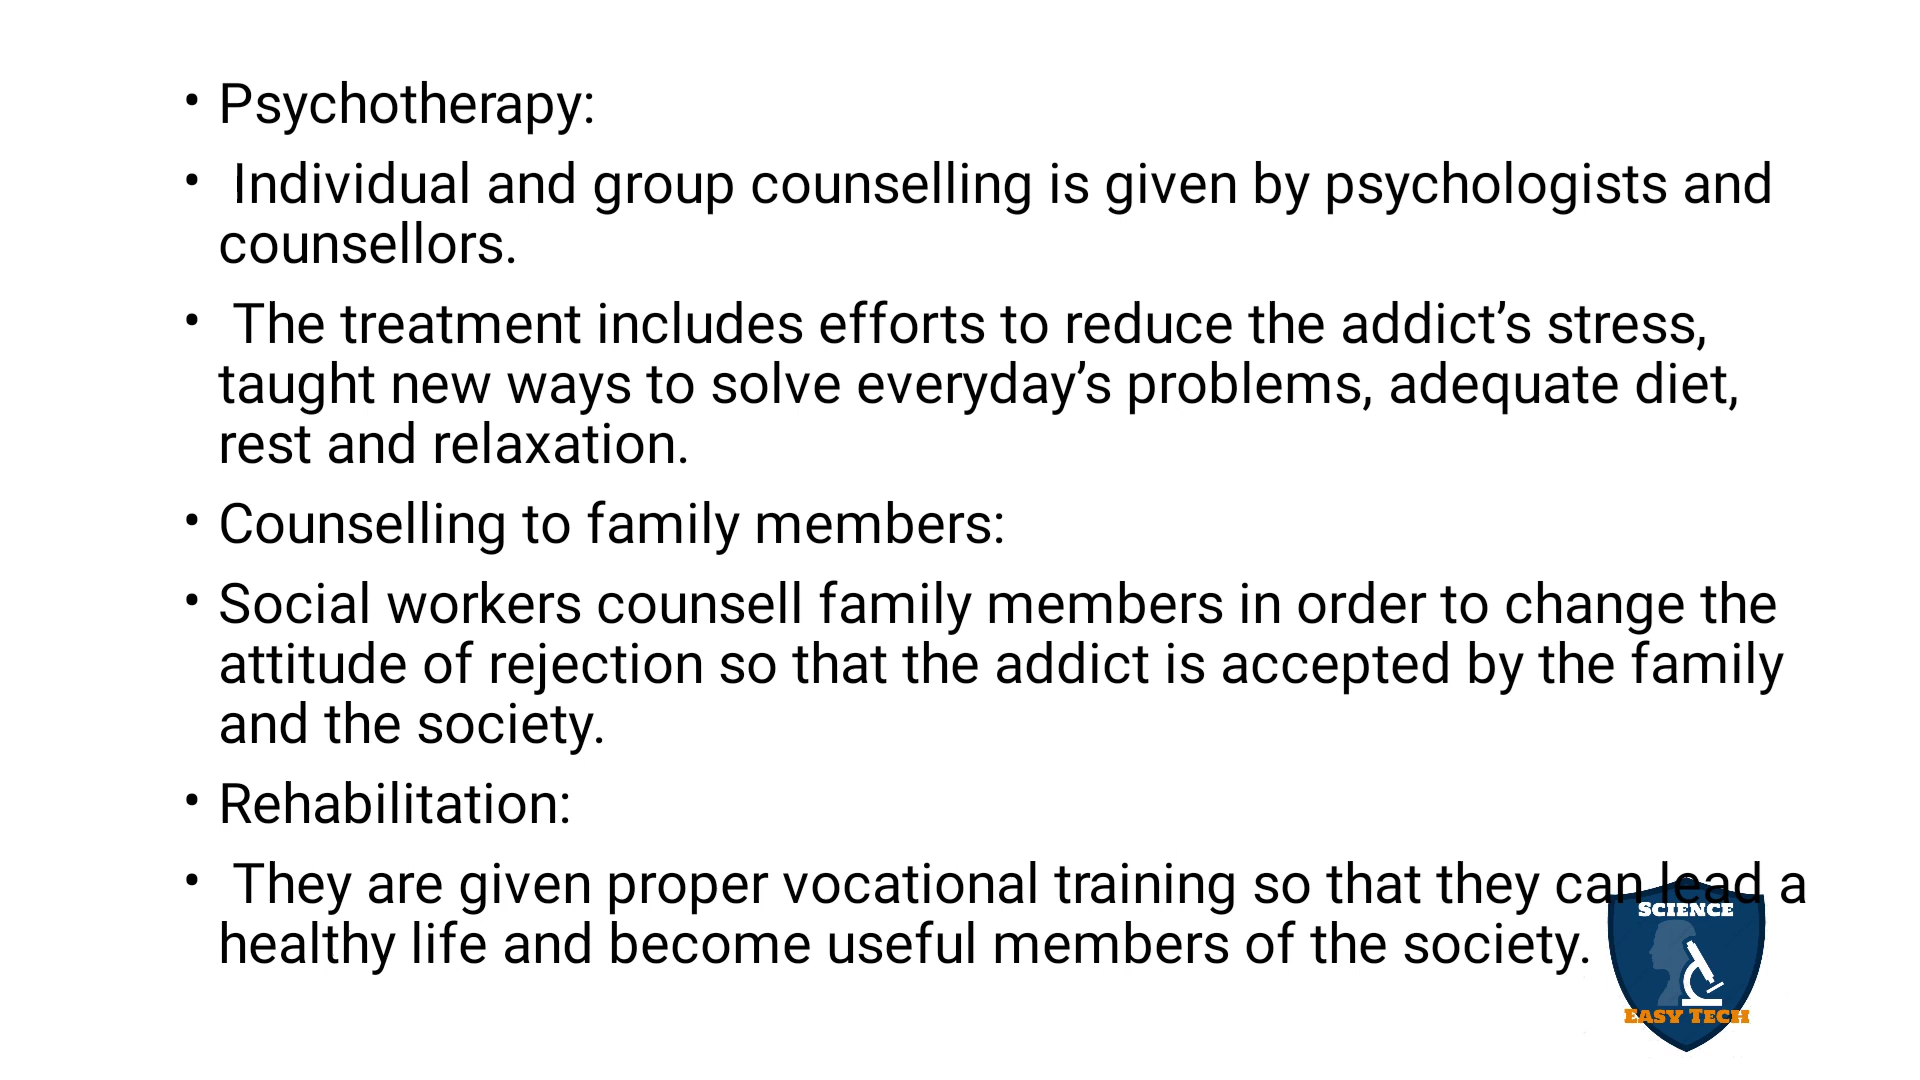 • Psychotherapy:
• Individual and group counselling is given by psychologists and
counsellors.
• The treatment includes efforts to reduce the addict’s stress,
taught new ways to solve everyday’s problems, adequate diet,
rest and relaxation.
• Counselling to family members:
• Social workers counsell family members in order to change the
attitude of rejection so that the addict is accepted by the family
and the society.
• Rehabilitation:
• They are given proper vocational training so that they can lead a
healthy life and become useful members of the society.
SCIENCE
EASY TECH